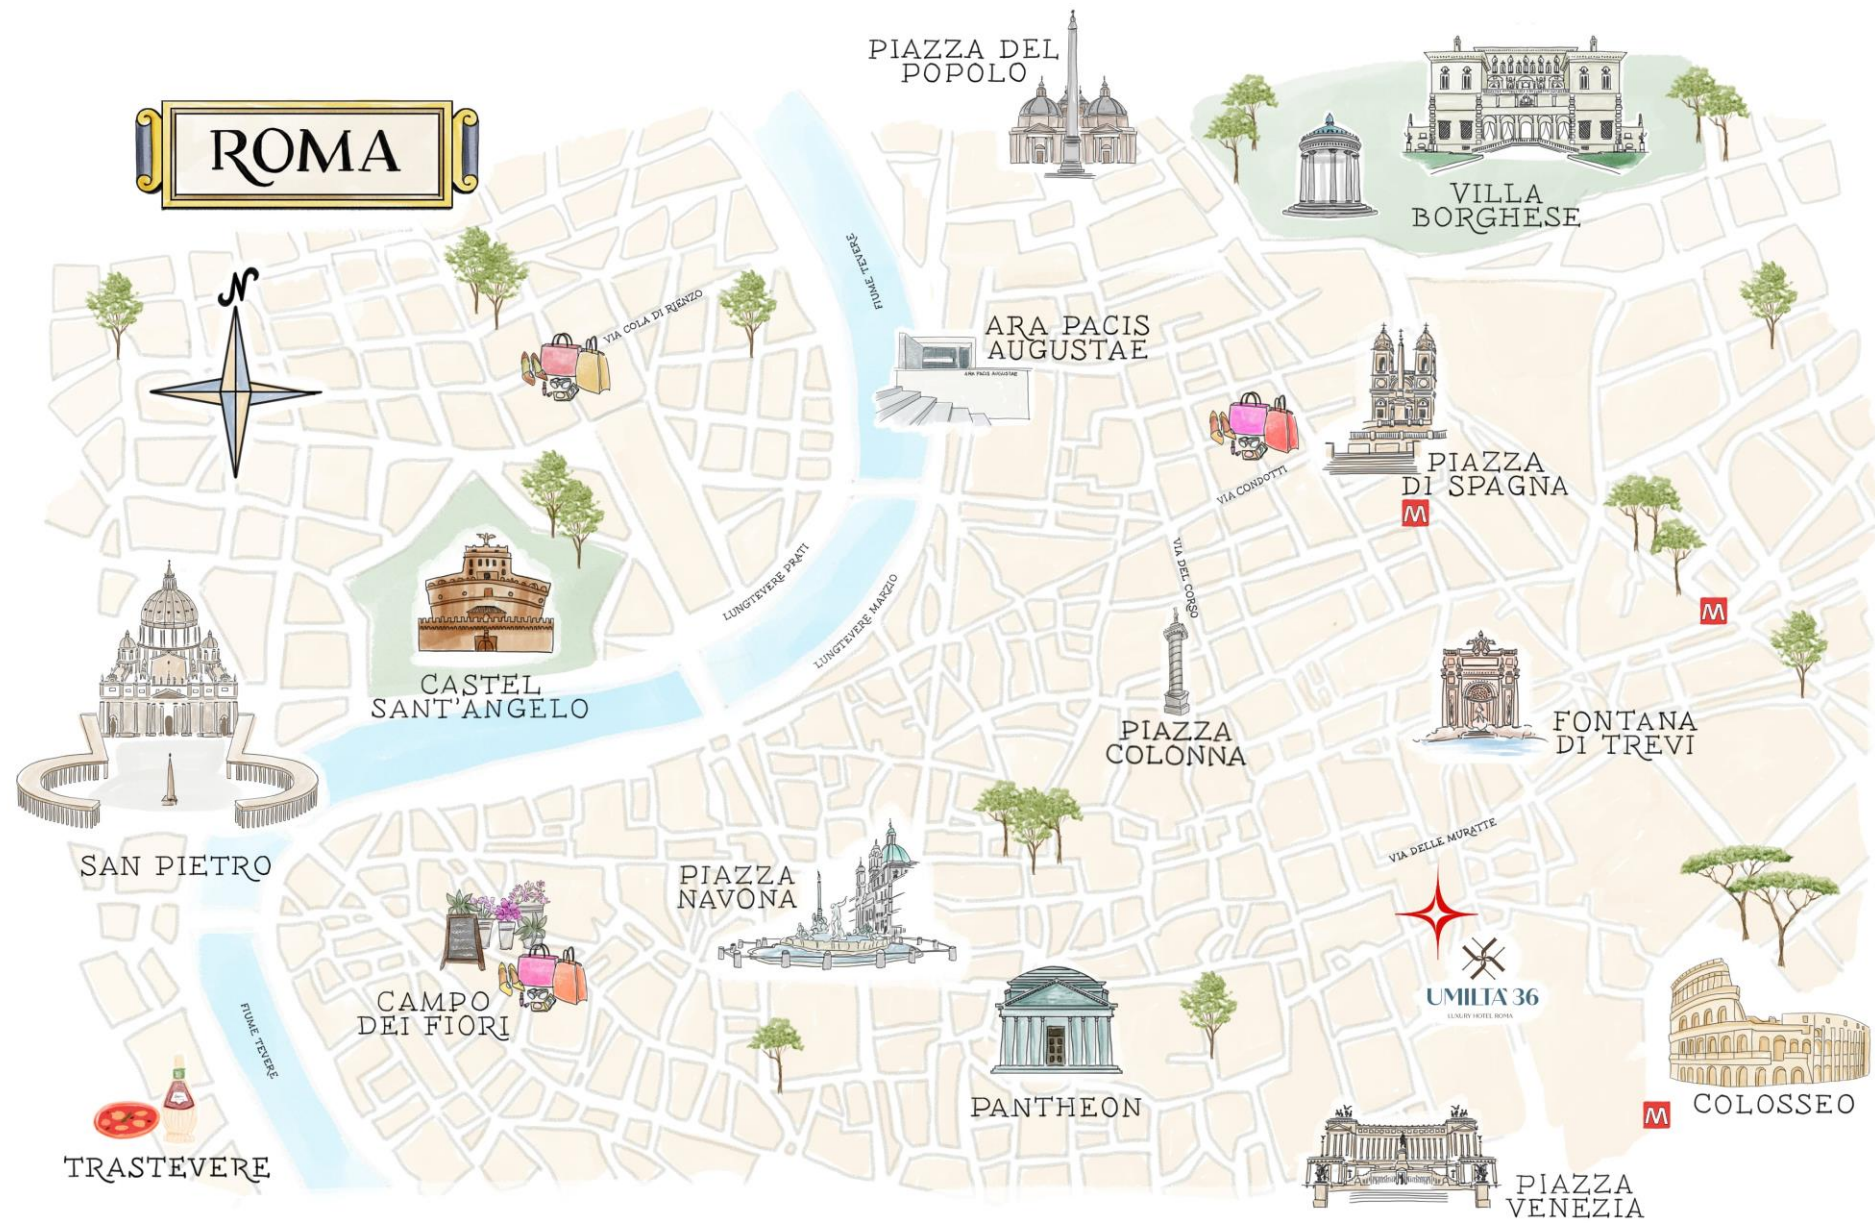 PIAZZA DEL
POPOLO
ROMA
VILLA
BORGHESE
N
FIUME TEVERE
VIA COLA DI RIENZO
ARA PACIS
AUGUSTAE
ARA PACIS AUGUSTAE
PIAZZA
DI SPAGNA
M
VIA CONDOTTI
VIA DEL CORSO
LUNGTEVERE PRATI
LUNGTEVERE MARZIO
M
CASTEL
SANT'ANGELO
PIAZZA
COLONNA
FONTANA
DI TREVI
VIA DELLE MURATTE
SAN PIETRO
PIAZZA
NAVONA
UMILTA' 36
LUXURY HOTEL ROMA
CAMPO
DEI FIORI
FIUME TEVERE
PANTHEON
COLOSSEO
M
TRASTEVERE
PIAZZA
VENEZIA